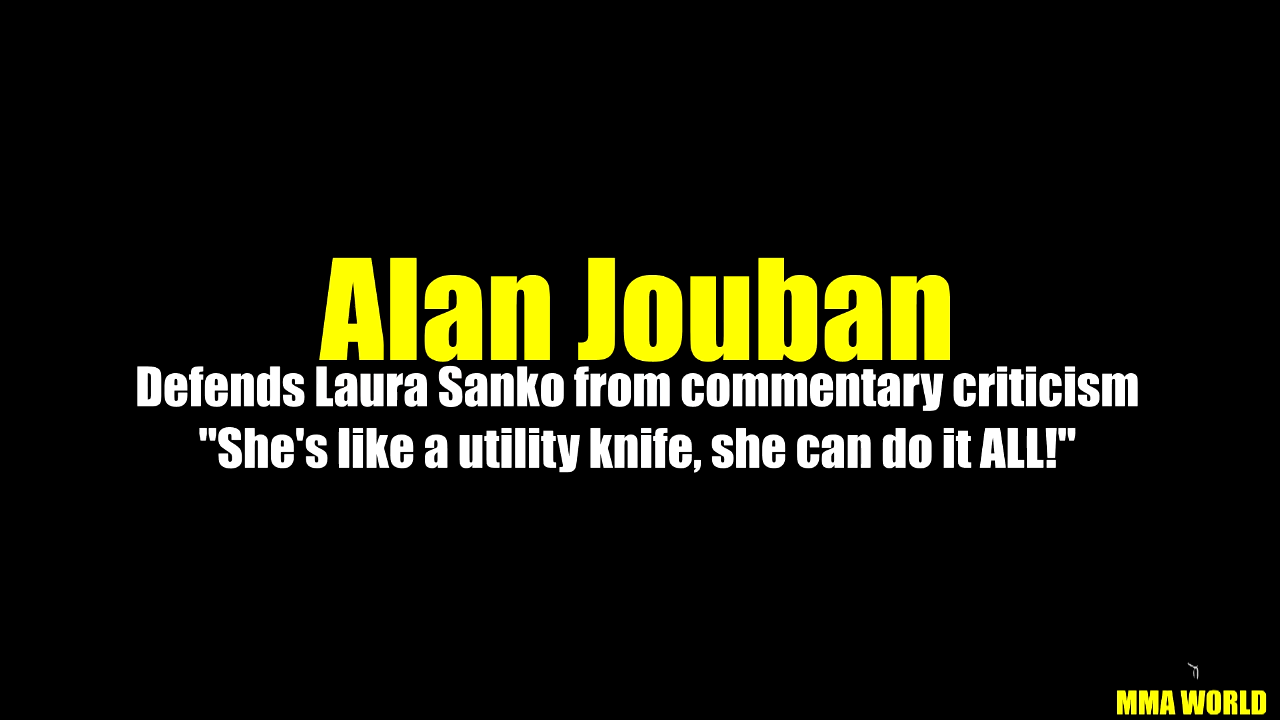 Alan Jouban
Defends Laura Sanko from commentary criticism
"She's like a utility knife, she can do it ALL!"
MMA WORLD